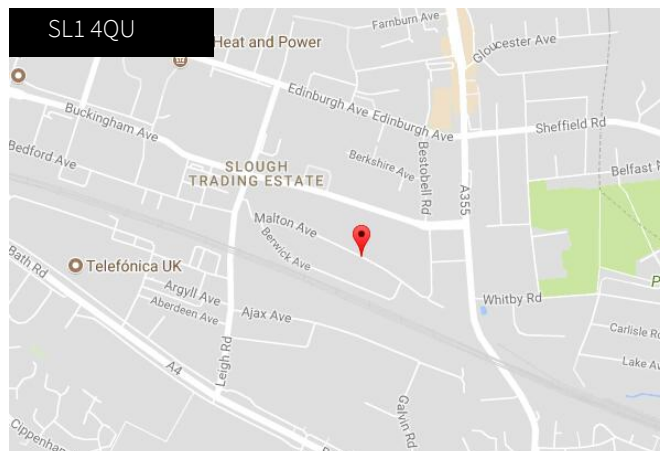 SL1 4QU
Heat and Power
Farnburn Ave
Gloucester Ave
Buckingham Ave
Edinburgh Ave
Edinburgh Ave
Sheffield Rd
Bedford Ave
SLOUGH
TRADING ESTATE
Berkshire Ave
Bestobell Rd
A355
Belfast
Malton Ave
Berwick Ave
Bath Rd
Telefónica UK
Argyll Ave
Aberdeen Ave
Ajax Ave
Whitby Rd
P
Carlisle Rd
Lake Av
Leigh Rd
A4
Galvin Rd
Cippenham